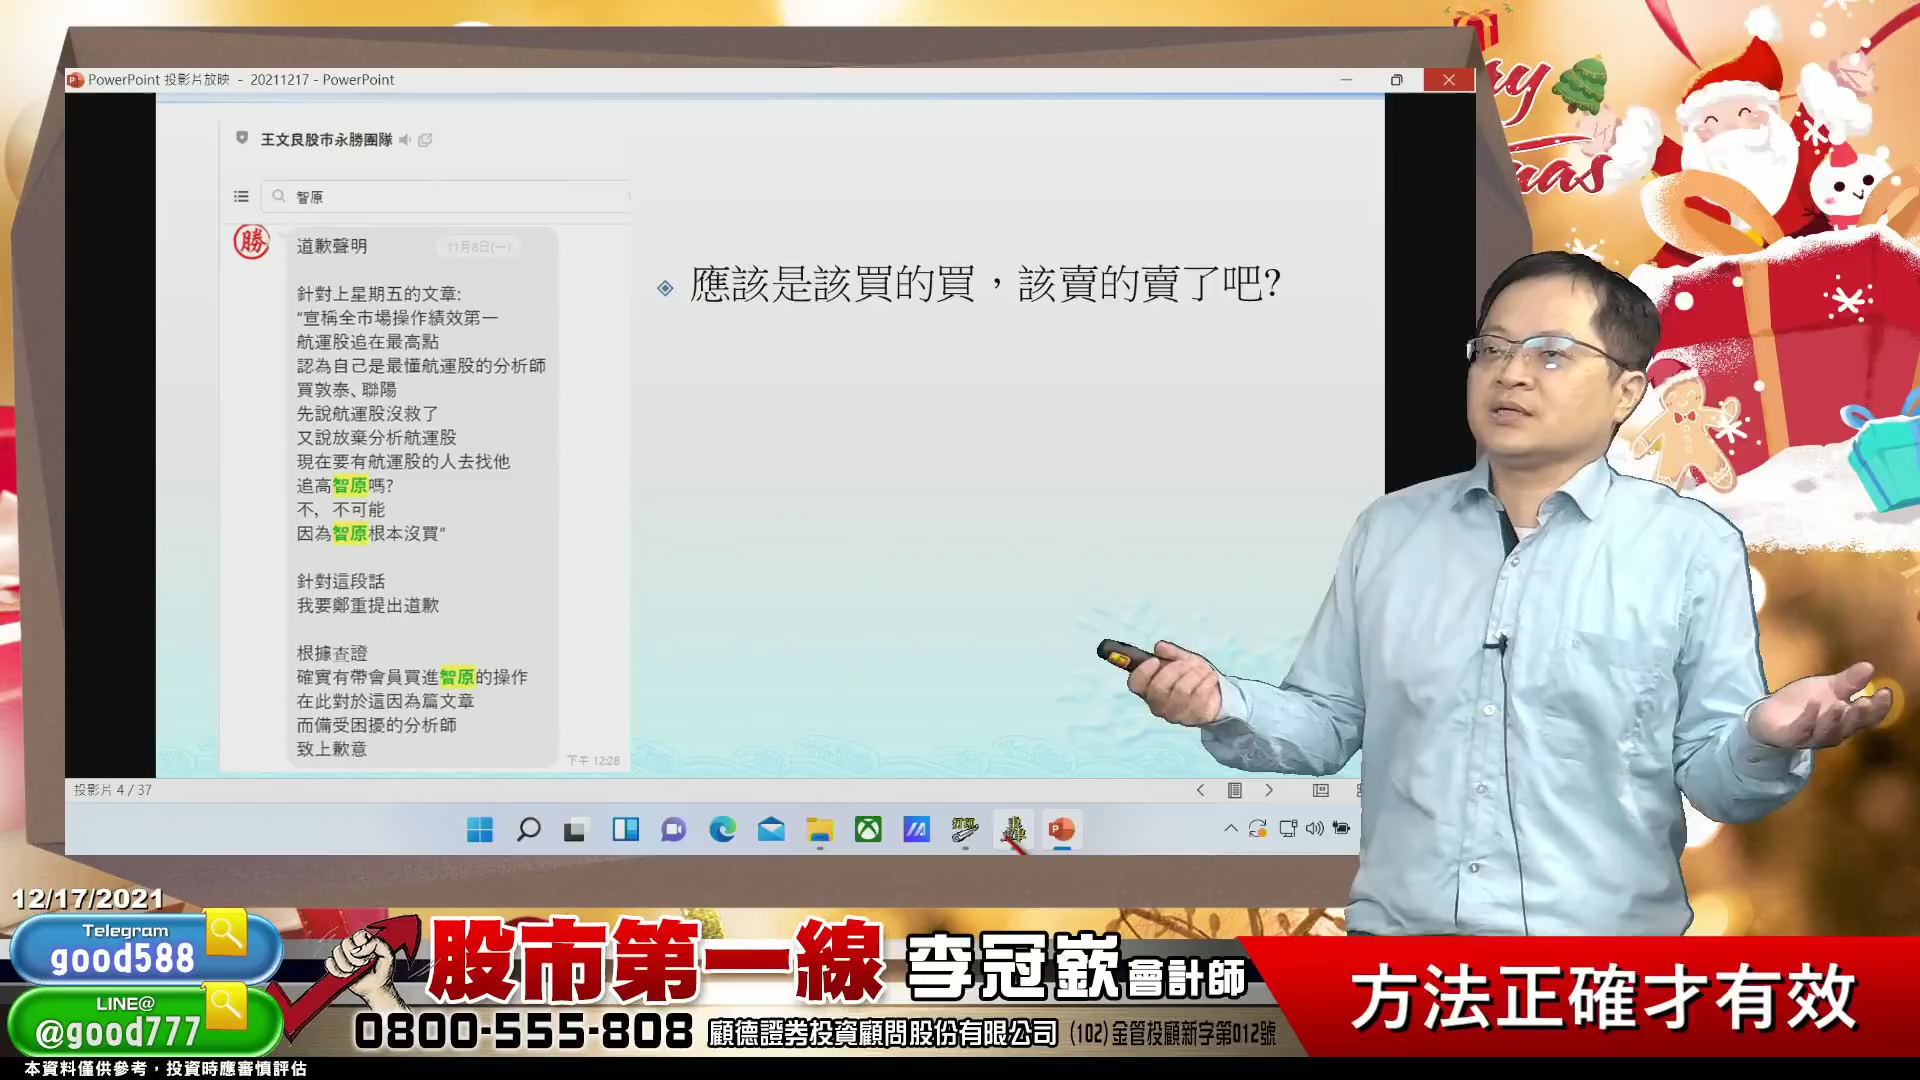 PowerPoint 投影片放映 - 20211217 - PowerPoint
王文良股市永勝團隊
智原
勝
道歉聲明
11月8日(一)
針對上星期五的文章:
“宣稱全市場操作績效第一
航運股追在最高點
認為自己是最懂航運股的分析師
買敦泰、聯陽
先說航運股沒救了
又說放棄分析航運股
現在要有航運股的人去找他
追高智原嗎?
不, 不可能
因為智原根本沒買”
針對這段話
我要鄭重提出道歉
根據查證
確實有帶會員買進智原的操作
在此對於這因為篇文章
而備受困擾的分析師
致上歉意
下午 12:28
應該是該買的買，該賣的賣了吧?
投影片 4 / 37
12/17/2021
Telegram
good588
LINE@
@good777
股市第一線 李冠嶔會計師
0800-555-808 顧德證券投資顧問股份有限公司 (102)金管投顧新字第012號
方法正確才有效
本資料僅供參考，投資時應審慎評估